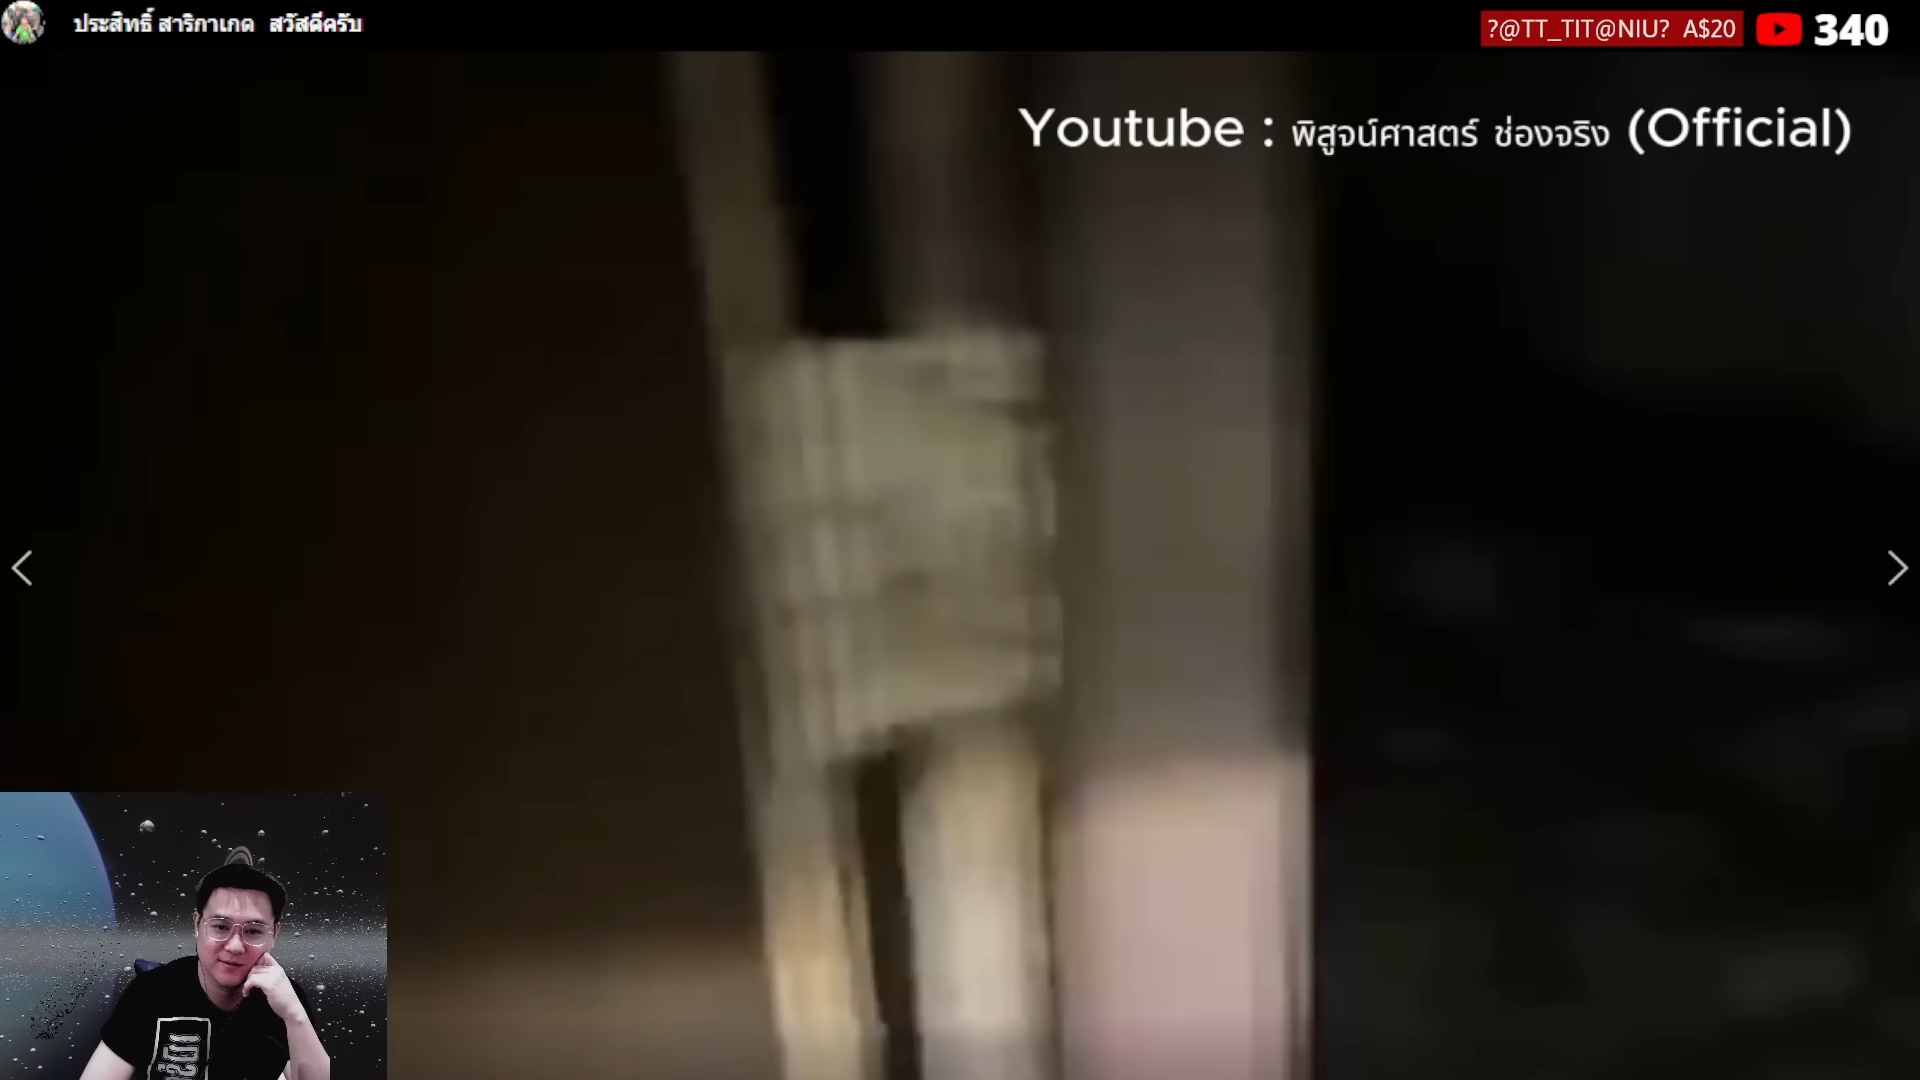 ประสิทธิ์ สาริกาเกด สวัสดีครับ
?@TT_TIT@NIU? A$20
340
Youtube : พิสูจน์ศาสตร์ ช่องจริง (Official)